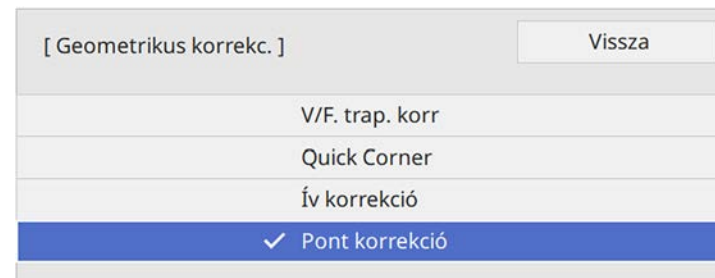 [ Geometrikus korrekc. ]
Vissza
V/F. trap. korr
Quick Corner
Ív korrekció
Pont korrekció